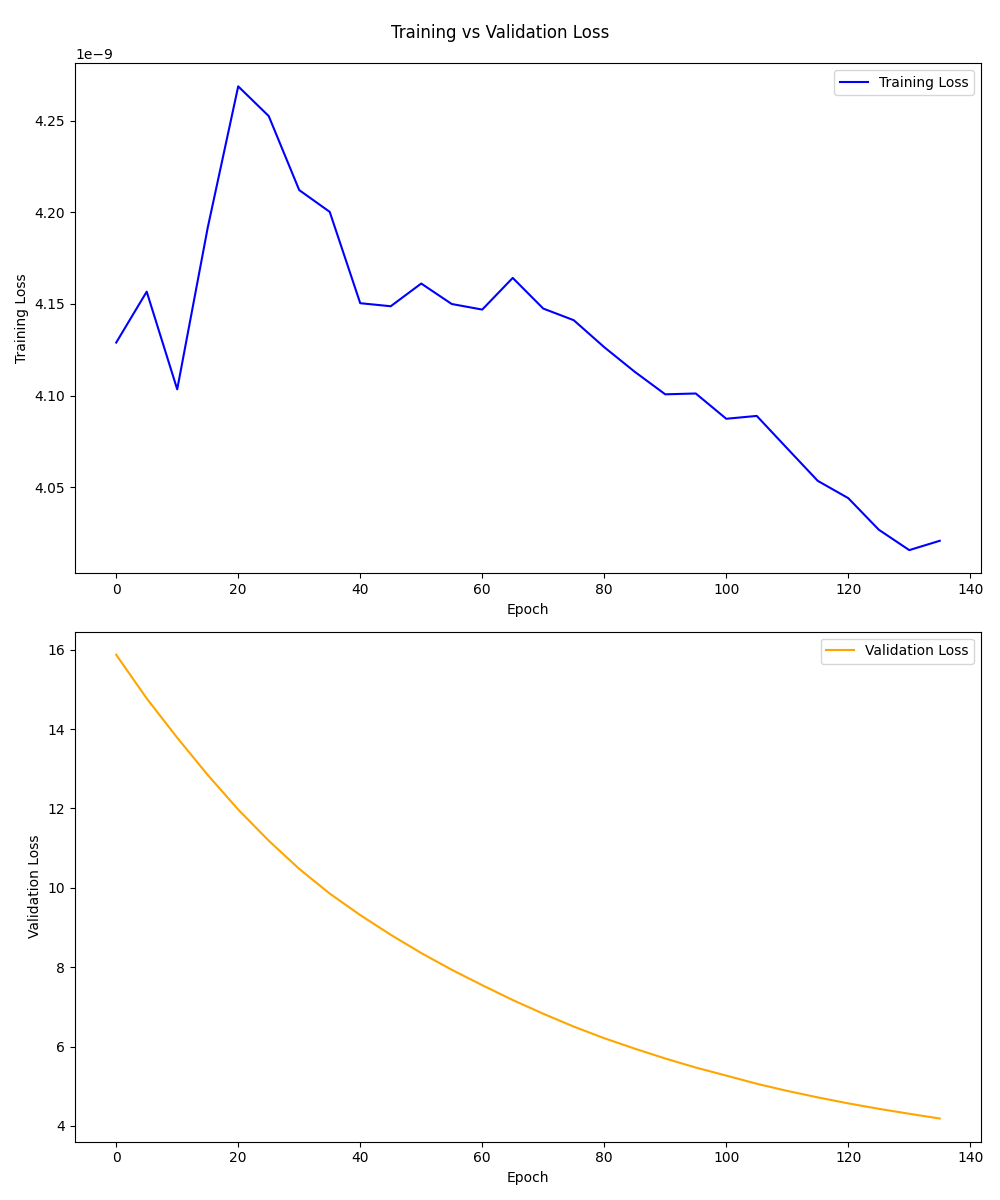 Training vs Validation Loss
1e−9
Training Loss
4.25
4.20
4.15
4.10
4.05
Training Loss
0 20 40 60 80 100 120 140
Epoch
Validation Loss
16
14
12
10
8
6
4
Validation Loss
0 20 40 60 80 100 120 140
Epoch